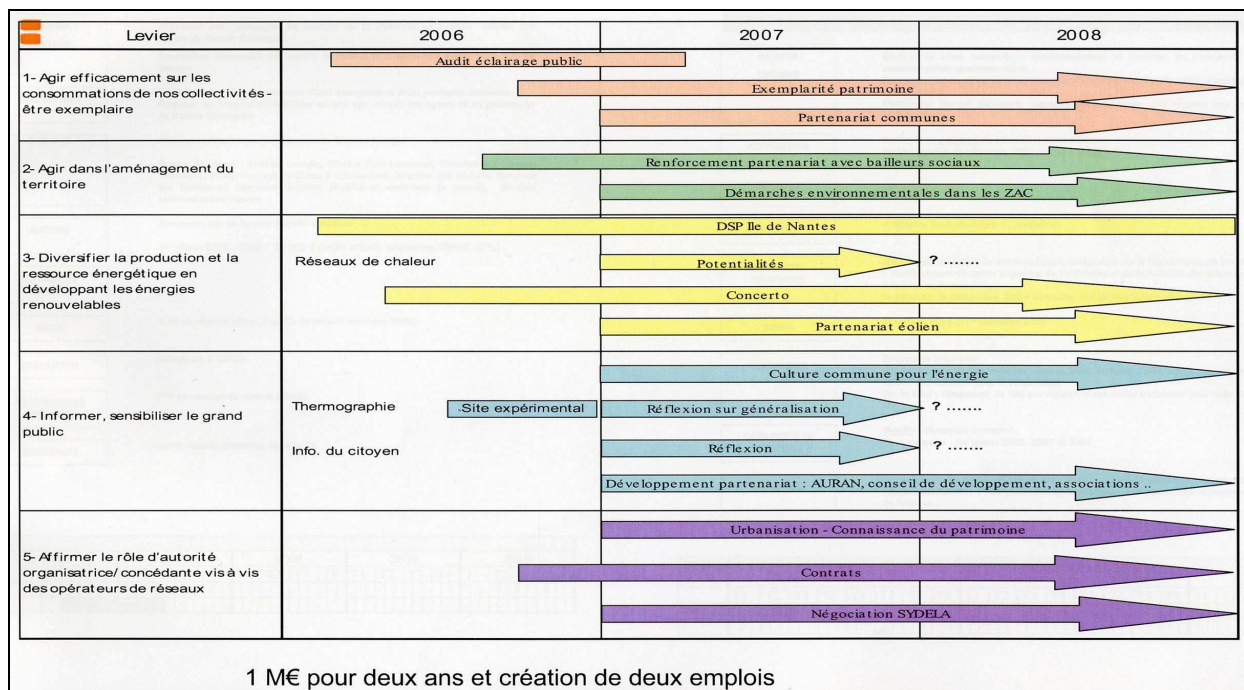 Levier 2006 2007 2008
1- Agir efficacement sur les
consommations de nos collectivités -
être exemplaire
Audit éclairage public
Exemplarité patrimoine
Partenariat communes
2- Agir dans l'aménagement du
territoire
Renforcement partenariat avec bailleurs sociaux
Démarches environnementales dans les ZAC
3- Diversifier la production et la
ressource énergétique en
développant les énergies
renouvelables
DSP Ile de Nantes
Réseaux de chaleur Potentialités ? .......
Concerto
Partenariat éolien
4- Informer, sensibiliser le grand
public
Culture commune pour l'énergie
Thermographie Site expérimental Réflexion sur généralisation ? .......
Info. du citoyen Réflexion ? .......
Développement partenariat : AURAN, conseil de développement, associations ..
5- Affirmer le rôle d'autorité
organisatrice/ concédante vis à vis
des opérateurs de réseaux
Urbanisation - Connaissance du patrimoine
Contrats
Négociation SYDELA
1 M€ pour deux ans et création de deux emplois